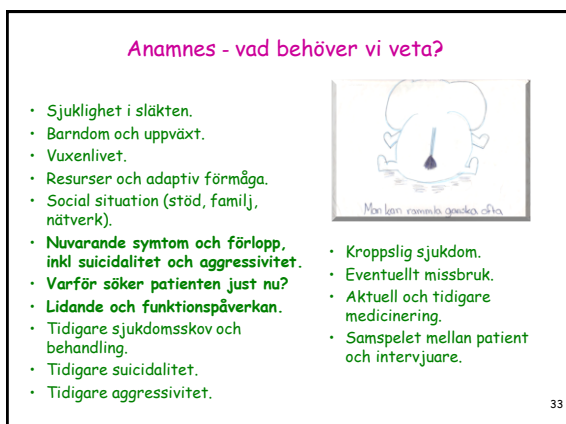 Anamnes - vad behöver vi veta?
• Sjuklighet i släkten.
• Barndom och uppväxt.
• Vuxenlivet.
• Resurser och adaptiv förmåga.
• Social situation (stöd, familj,
nätverk).
• Nuvarande symtom och förlopp,
inkl suicidalitet och aggressivitet.
• Varför söker patienten just nu?
• Lidande och funktionspåverkan.
• Tidigare sjukdomsskov och
behandling.
• Tidigare suicidalitet.
• Tidigare aggressivitet.
Man kan rammla ganska ofta
• Kroppslig sjukdom.
• Eventuellt missbruk.
• Aktuell och tidigare
medicinering.
• Samspelet mellan patient
och intervjuare.
33